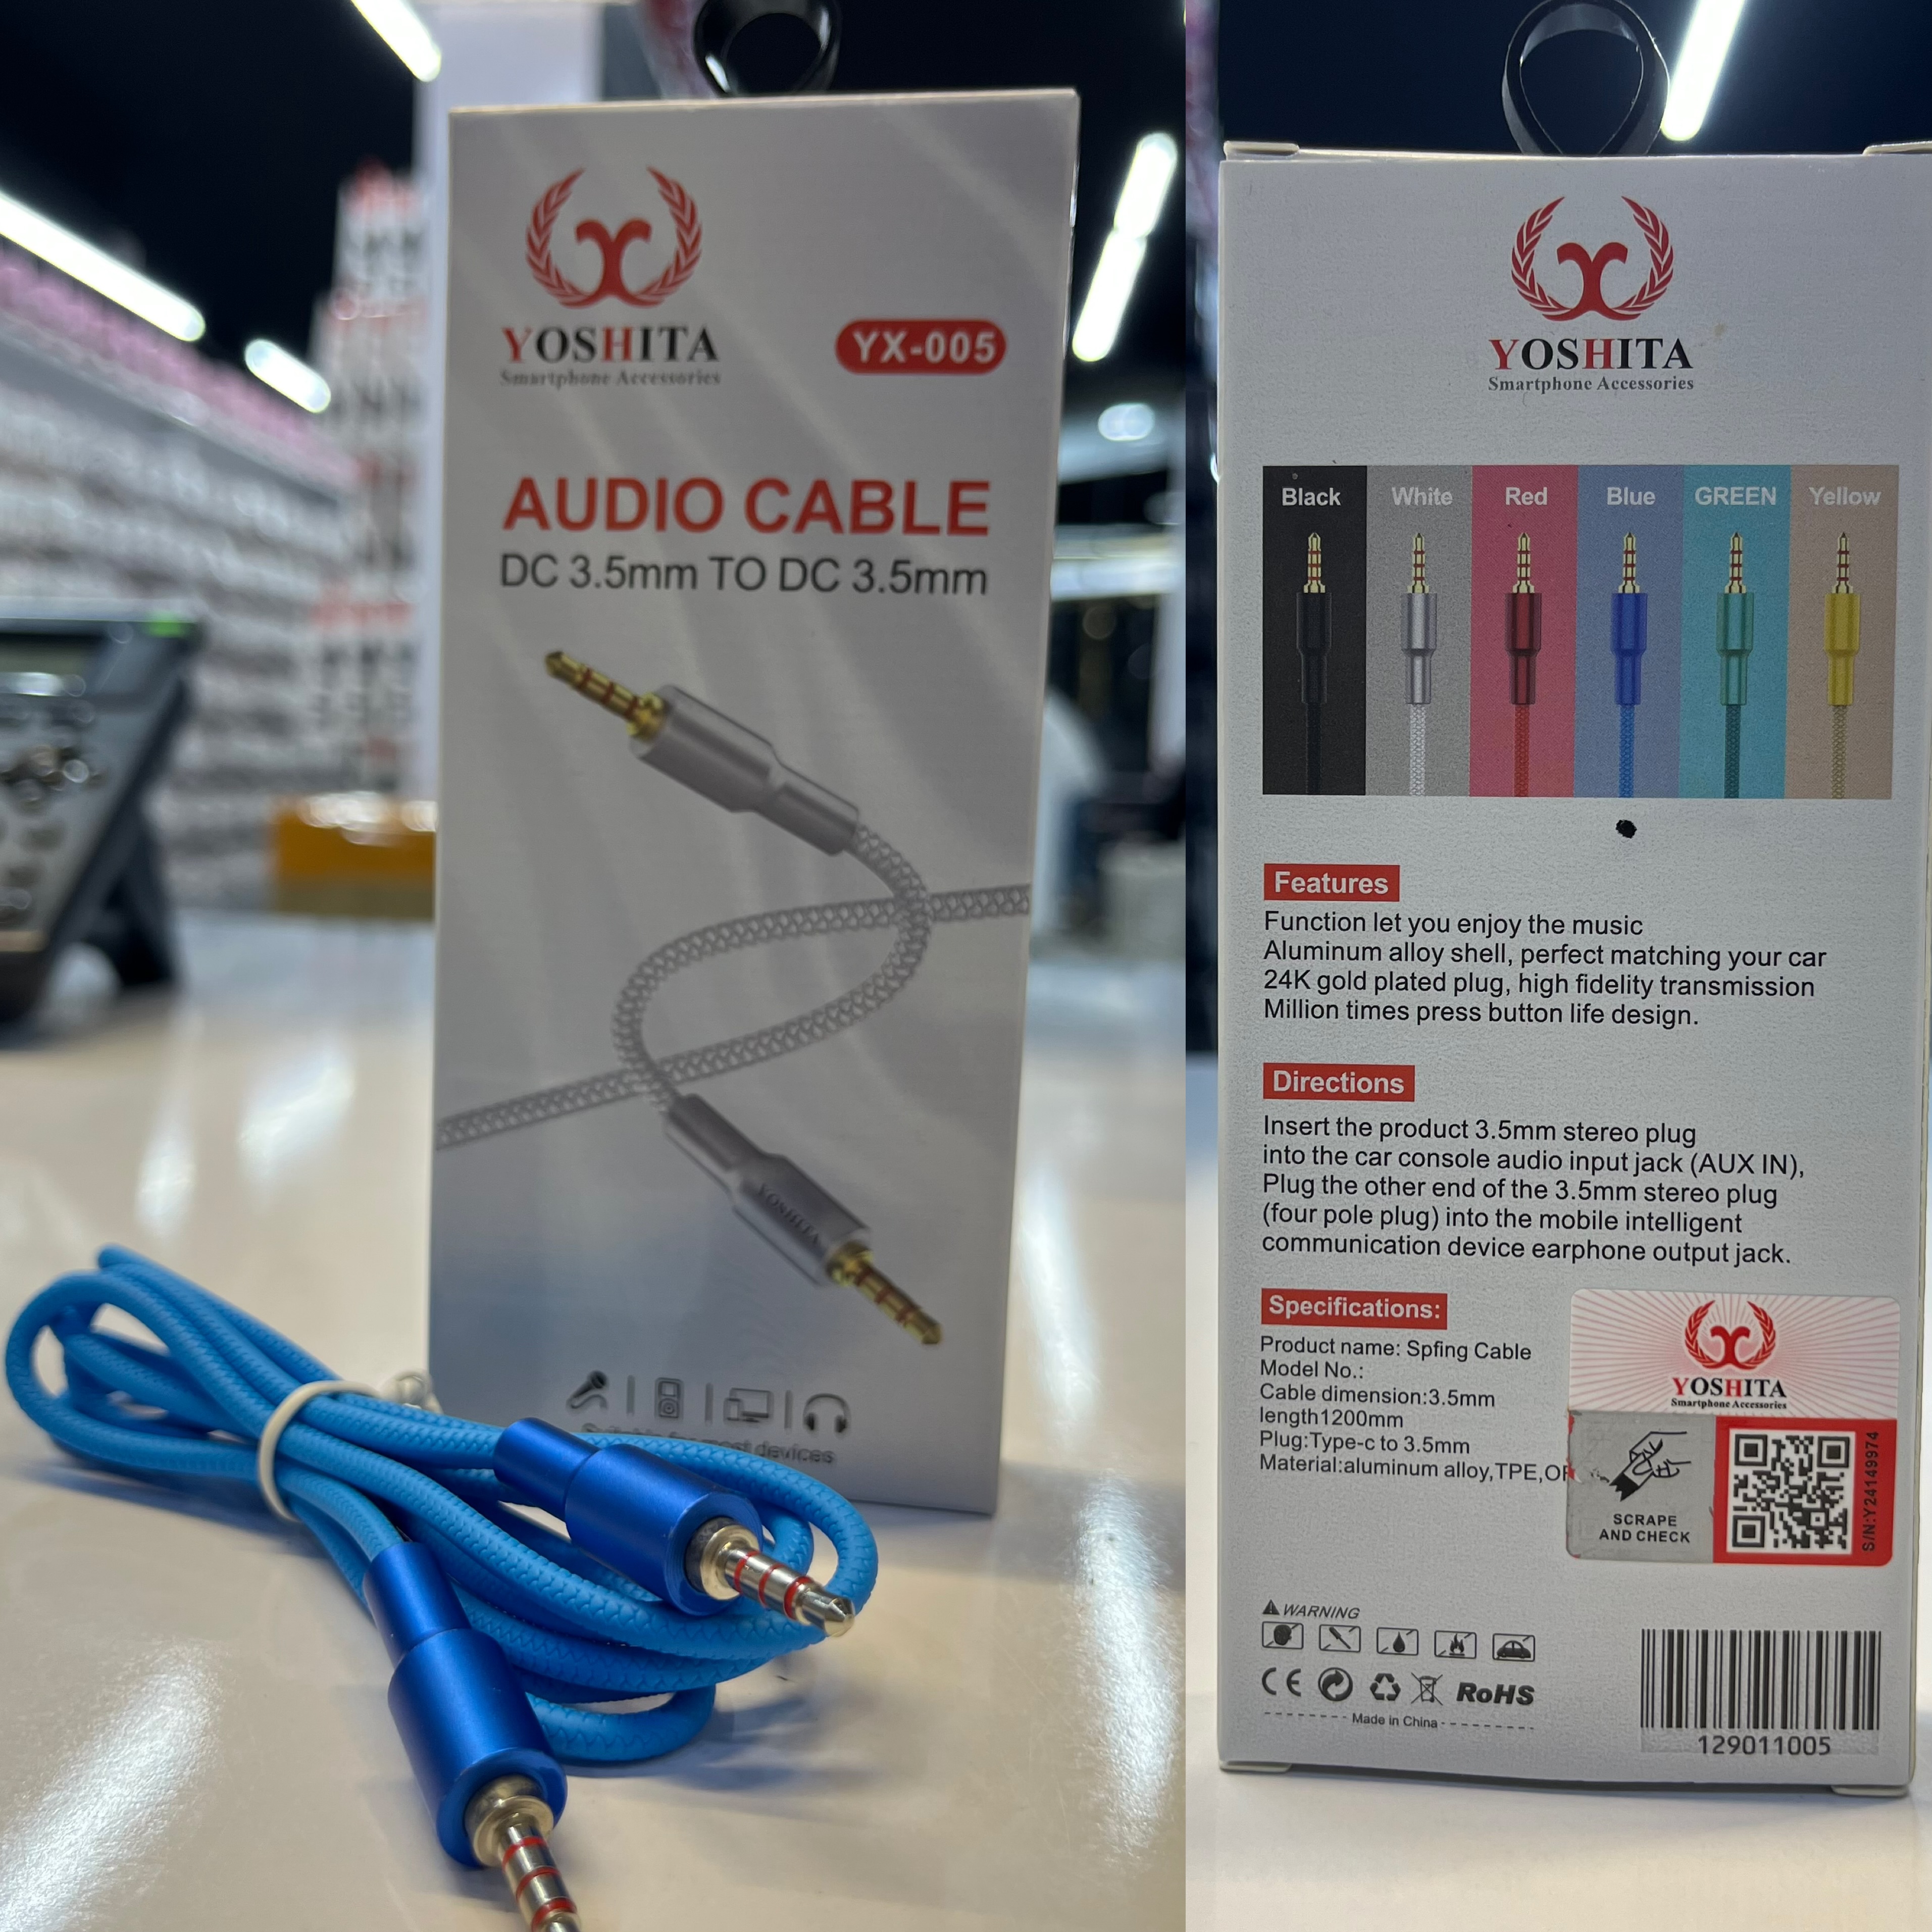 YOSHITA
Smartphone Accessories
YX-005
AUDIO CABLE
DC 3.5mm TO DC 3.5mm
YOSHITA
Suitable for most devices
YOSHITA
Smartphone Accessories
Black White Red Blue GREEN Yellow
Features
Function let you enjoy the music
Aluminum alloy shell, perfect matching your car
24K gold plated plug, high fidelity transmission
Million times press button life design.
Directions
Insert the product 3.5mm stereo plug
into the car console audio input jack (AUX IN),
Plug the other end of the 3.5mm stereo plug
(four pole plug) into the mobile intelligent
communication device earphone output jack.
Specifications:
Product name: Spfing Cable
Model No.:
Cable dimension:3.5mm
length1200mm
Plug:Type-c to 3.5mm
Material:aluminum alloy,TPE,
YOSHITA
Smartphone Accessories
SCRAPE
AND CHECK
S/N:Y24149974
WARNING
CE RoHS
Made in China
129011005